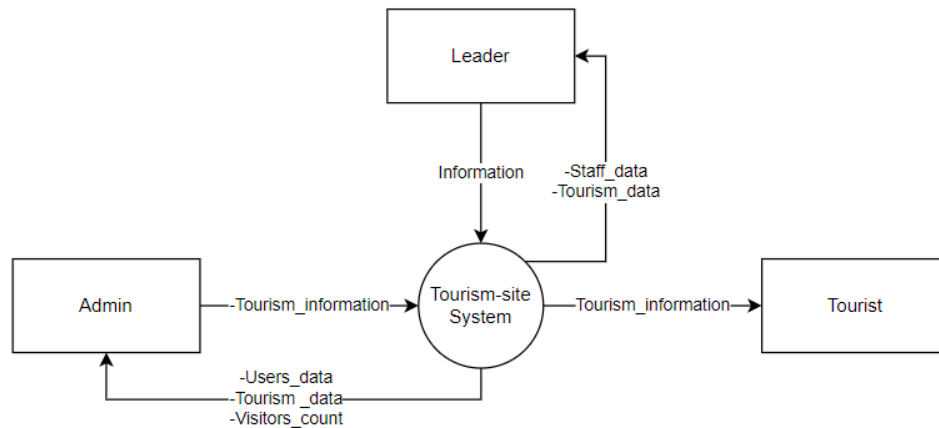 Leader
Information
-Staff_data
-Tourism_data
Admin
-Tourism_information
Tourism-site
System
Tourism_information
Tourist
-Users_data
-Tourism _data
-Visitors_count